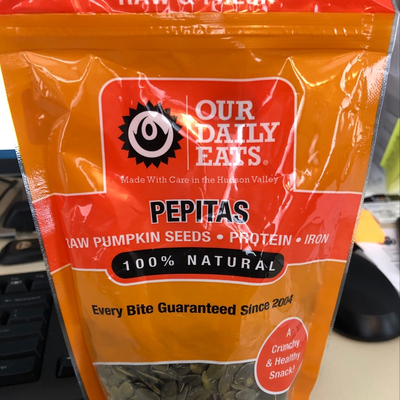 OUR
DAILY
EATS®
Made With Care in the Hudson Valley
PEPITAS
RAW PUMPKIN SEEDS • PROTEIN • IRON
100% NATURAL
Every Bite Guaranteed Since 2004
A
Crunchy
& Healthy
Snack!